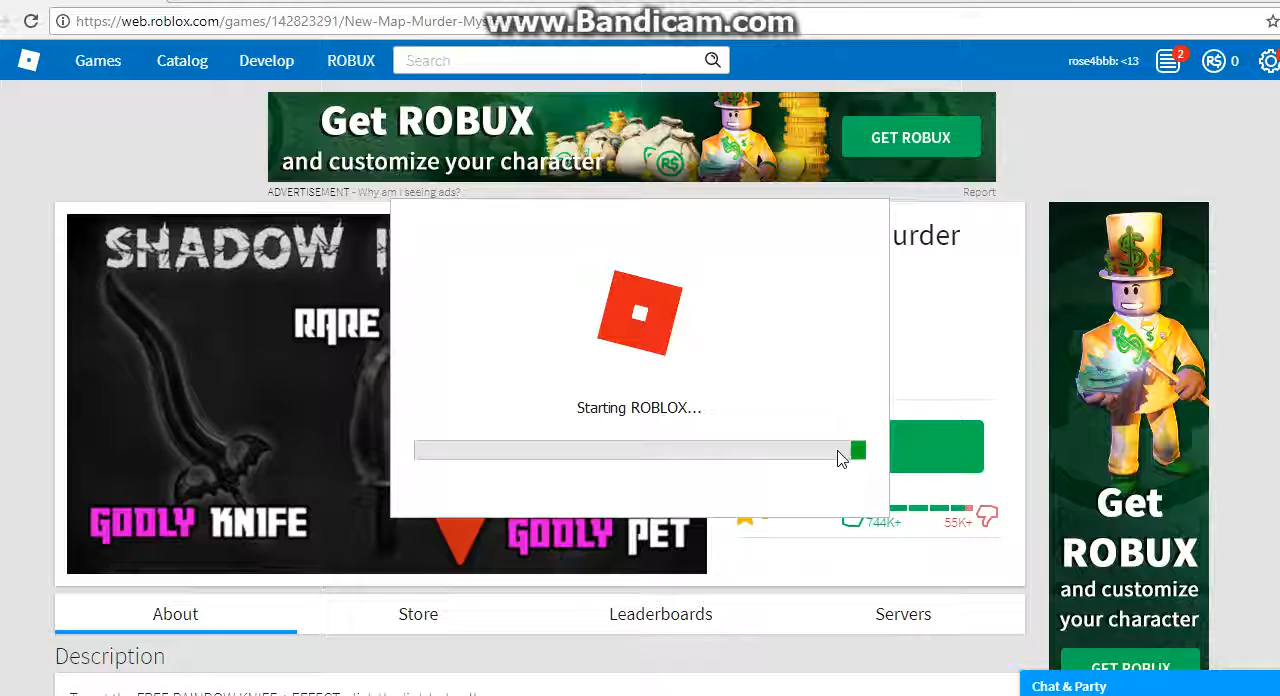 https://web.roblox.com/games/142823291/New-Map-Murder-Mys
www.Bandicam.com
Games Catalog Develop ROBUX Search rose4bbb: <13 2 R$ 0
Get ROBUX
and customize your character
GET ROBUX
ADVERTISEMENT - Why am I seeing ads? Report
SHADOW
RARE
GODLY KNIFE
GODLY PET
urder
Starting ROBLOX...
744K+ 55K+
Get
ROBUX
and customize
your character
GET ROBUX
About Store Leaderboards Servers
Description
Chat & Party